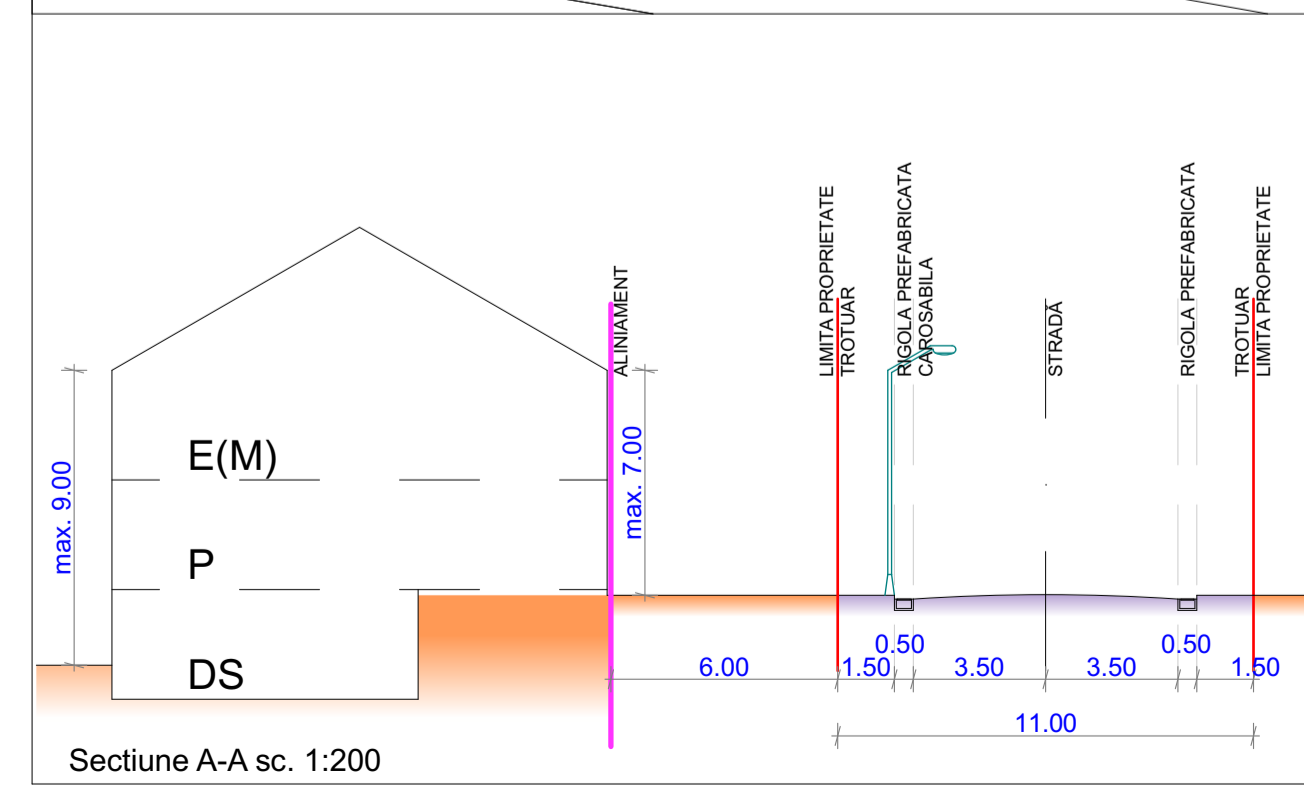 LIMITA PROPRIETATE
TROTUAR
RIGOLA PREFABRICATA
CAROSABILA
STRADĂ
RIGOLA PREFABRICATA
TROTUAR
LIMITA PROPRIETATE
ALINIAMENT
max. 9.00
E(M)
max. 7.00
P
DS
0.50
0.50
6.00
1.50
3.50
3.50
1.50
11.00
Sectiune A-A sc. 1:200